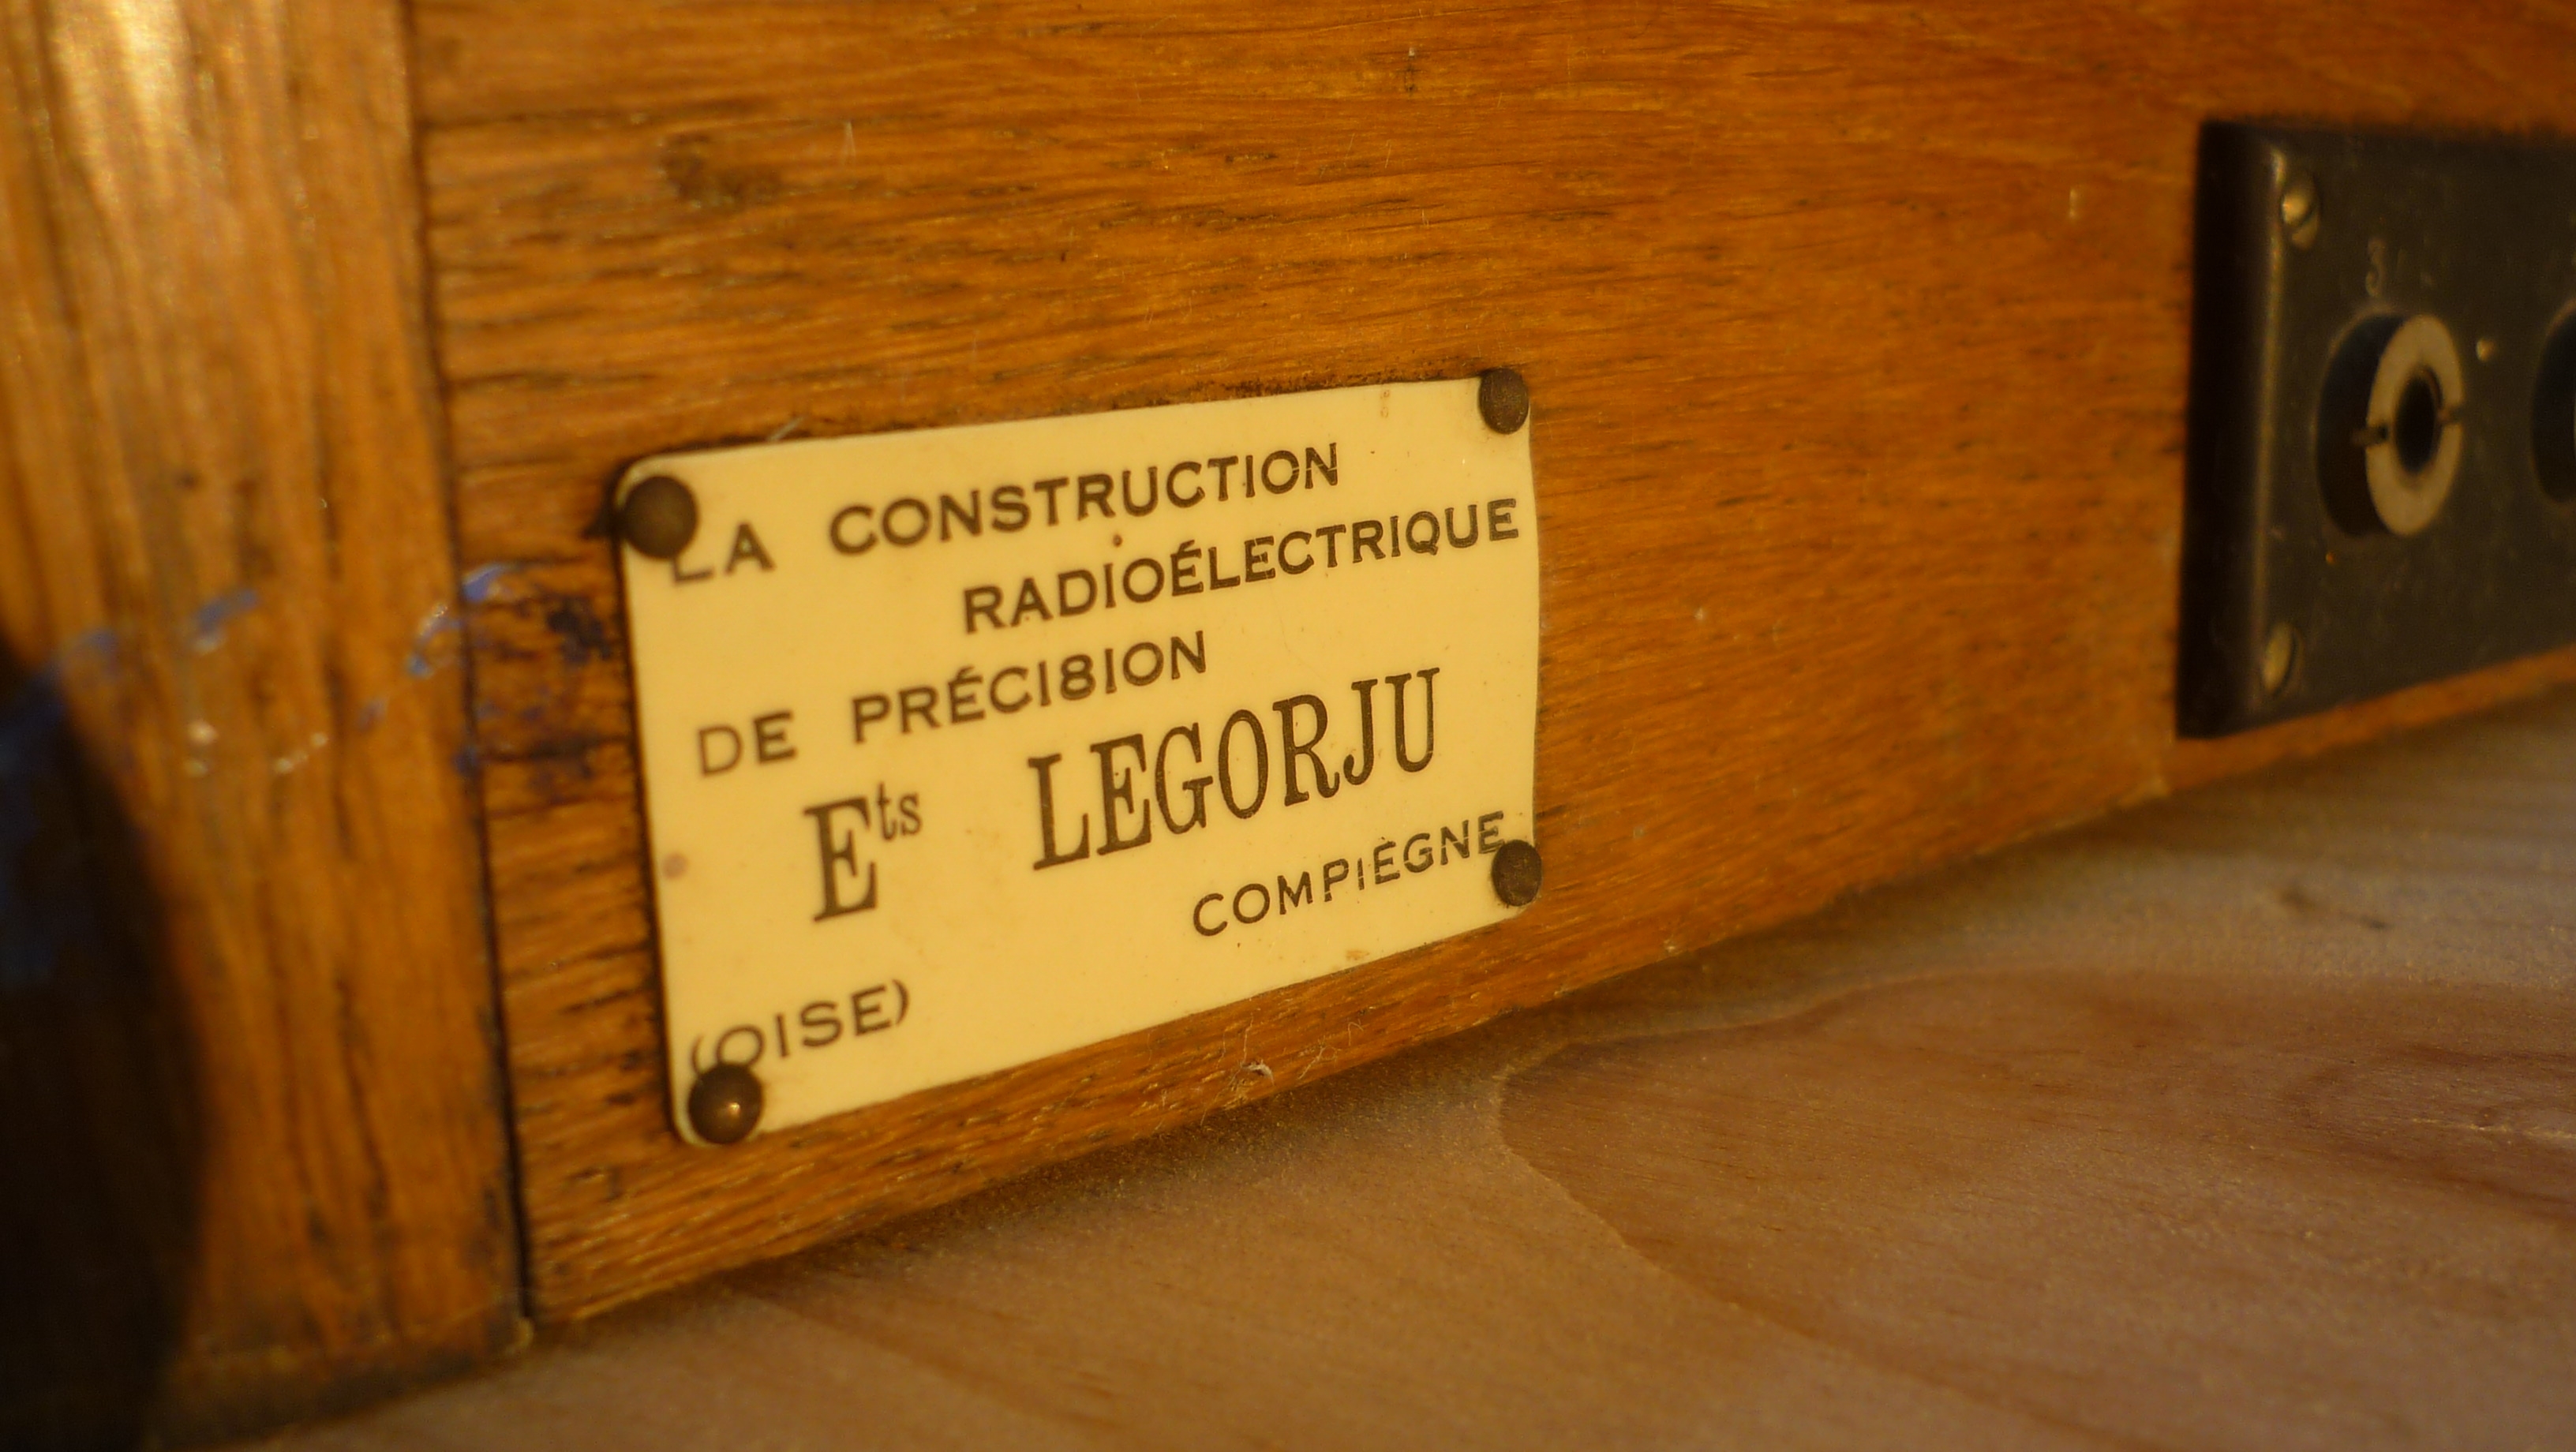 LA CONSTRUCTION
RADIOÉLECTRIQUE
DE PRÉCI8ION
Ets LEGORJU
COMPIÈGNE
(OISE)
3